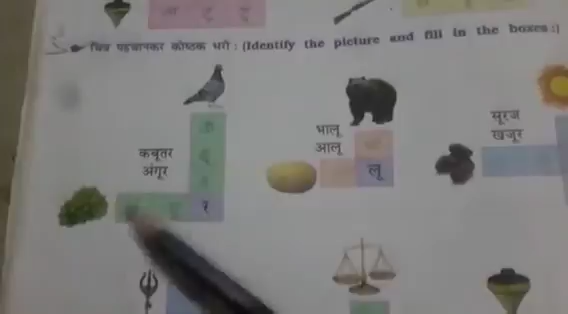 चित्र पहचानकर कोष्ठक भरो : (Identify the picture and fill in the boxes :)
कबूतर
अंगूर
र
भालू
आलू
लू
सूरज
खजूर